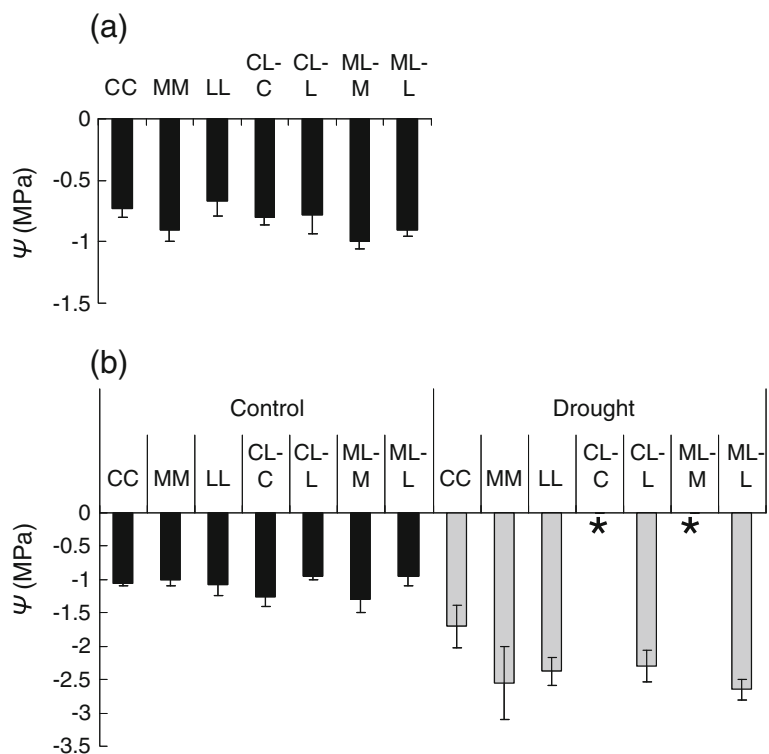 (a)
CC MM LL CL-C CL-L ML-M ML-L
0
-0.5
-1
-1.5
Ψ (MPa)
(b)
Control Drought
CC MM LL CL-C CL-L ML-M ML-L CC MM LL CL-C CL-L ML-M ML-L
0
-0.5
-1
-1.5
-2
-2.5
-3
-3.5
Ψ (MPa)
* *